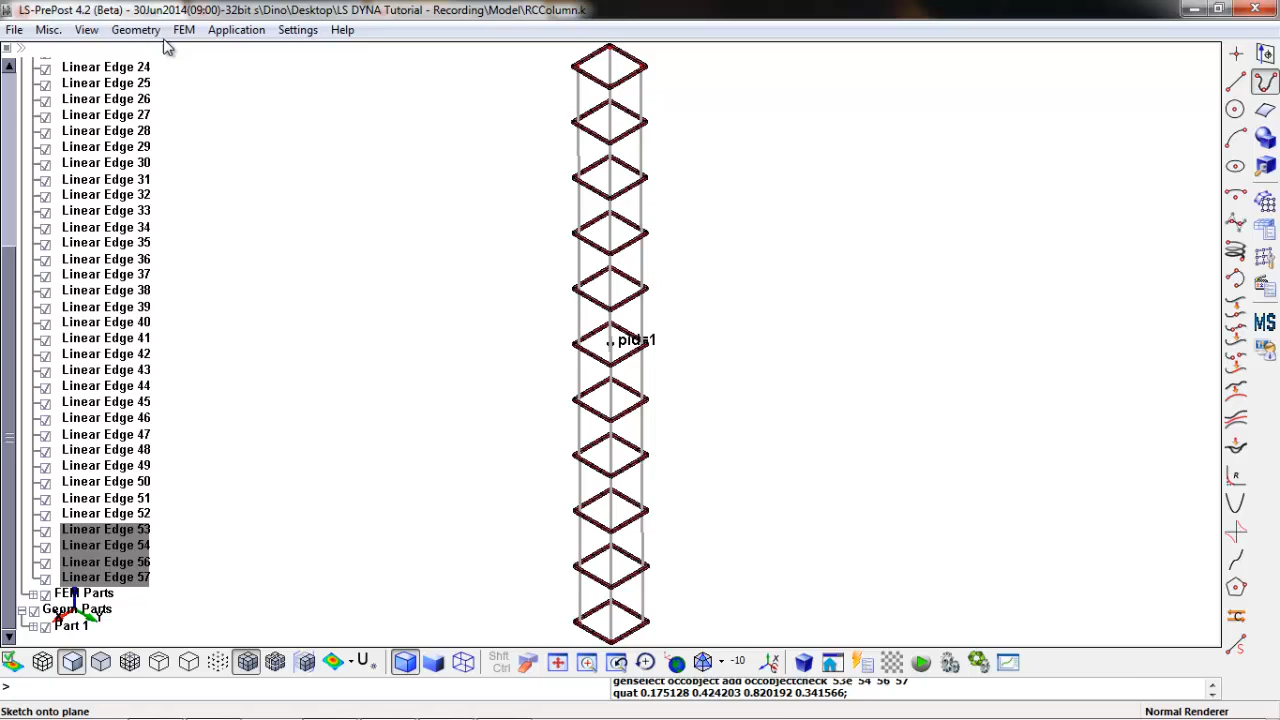 LS-PrePost 4.2 (Beta) - 30Jun2014(09:00)-32bit s\Dino\Desktop\LS DYNA Tutorial - Recording\Model\RCColumn.k
File Misc. View Geometry FEM Application Settings Help
Linear Edge 24
Linear Edge 25
Linear Edge 26
Linear Edge 27
Linear Edge 28
Linear Edge 29
Linear Edge 30
Linear Edge 31
Linear Edge 32
Linear Edge 33
Linear Edge 34
Linear Edge 35
Linear Edge 36
Linear Edge 37
Linear Edge 38
Linear Edge 39
Linear Edge 40
Linear Edge 41
Linear Edge 42
Linear Edge 43
Linear Edge 44
Linear Edge 45
Linear Edge 46
Linear Edge 47
Linear Edge 48
Linear Edge 49
Linear Edge 50
Linear Edge 51
Linear Edge 52
Linear Edge 53
Linear Edge 54
Linear Edge 56
Linear Edge 57
FEM Parts
Geom Parts
Part 1
X Y
pid=1
R
C
MS
S
U
Shift
Ctrl
-10
>
genselect occobject add occobjectcheck 53e 54 56 57
quat 0.175128 0.424203 0.820192 0.341566;
Sketch onto plane
Normal Renderer